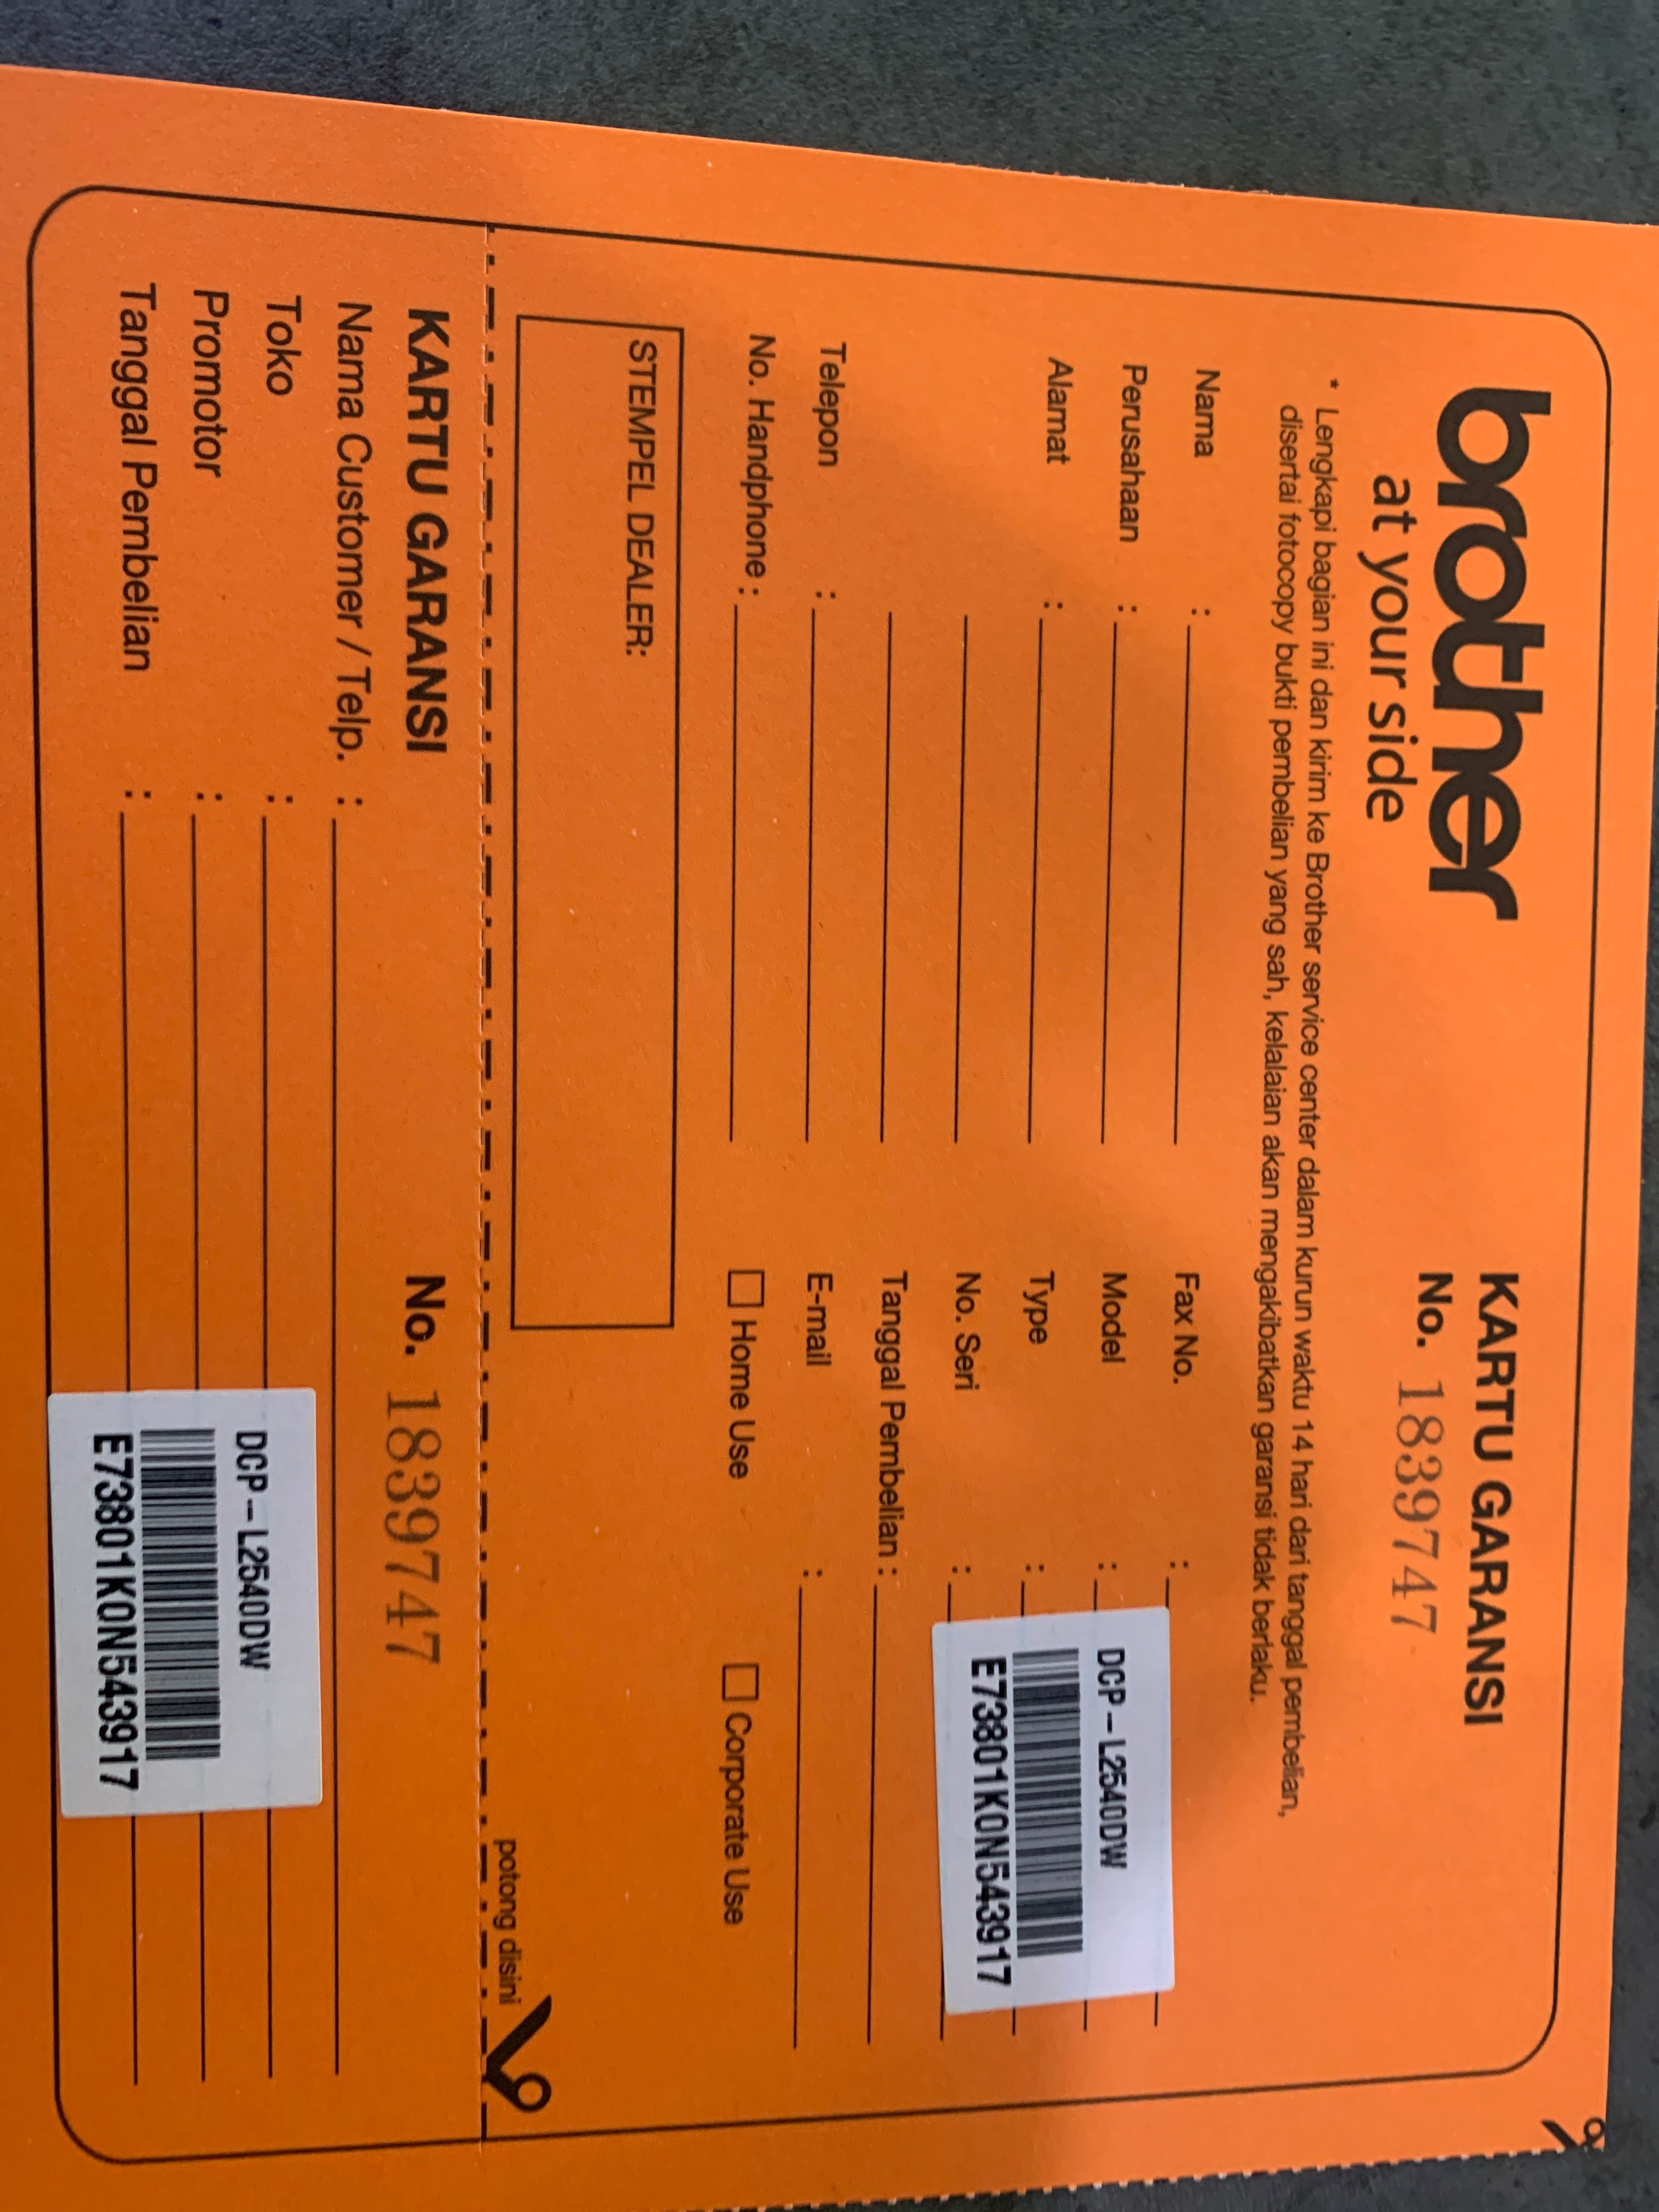 brother
at your side
KARTU GARANSI
No. 1839747
* Lengkapi bagian ini dan kirim ke Brother service center dalam kurun waktu 14 hari dari tanggal pembelian,
disertai fotocopy bukti pembelian yang sah, kelalaian akan mengakibatkan garansi tidak berlaku.
Nama :
Perusahaan :
Alamat :
Telepon :
No. Handphone :
Fax No. :
Model :
Type :
No. Seri :
DCP-L2540DW
E73801K0N543917
Tanggal Pembelian :
E-mail :
Home Use
Corporate Use
STEMPEL DEALER:
potong disini
KARTU GARANSI
No. 1839747
Nama Customer / Telp. :
Toko :
Promotor :
Tanggal Pembelian :
DCP-L2540DW
E73801K0N543917